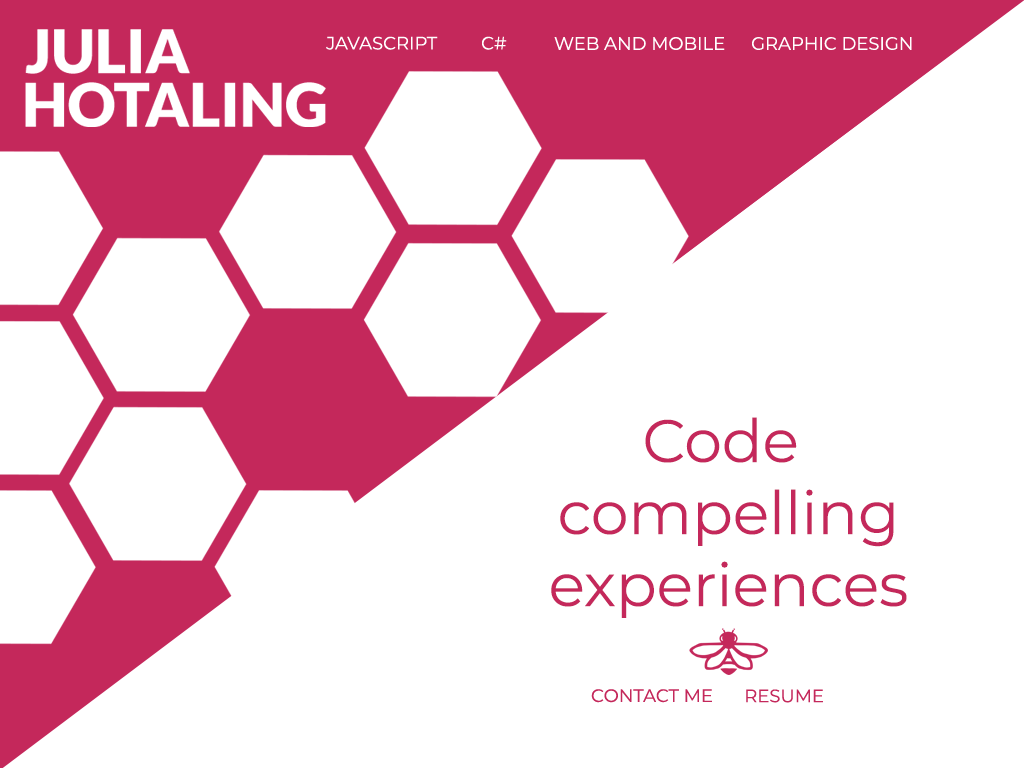 JULIA
HOTALING
JAVASCRIPT C# WEB AND MOBILE GRAPHIC DESIGN
Code
compelling
experiences
CONTACT ME RESUME